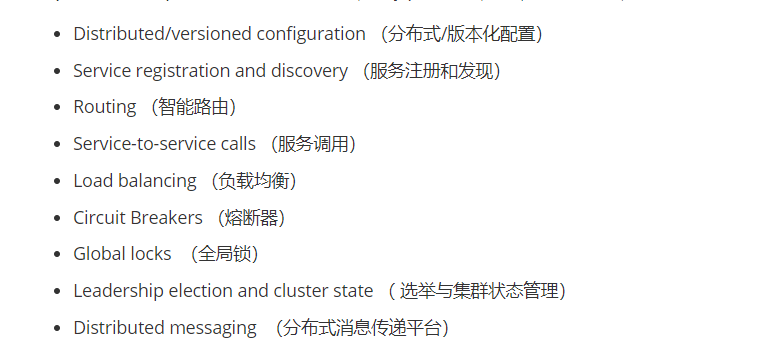 Distributed/versioned configuration （分布式/版本化配置）
Service registration and discovery （服务注册和发现）
Routing （智能路由）
Service-to-service calls （服务调用）
Load balancing （负载均衡）
Circuit Breakers （熔断器）
Global locks （全局锁）
Leadership election and cluster state （ 选举与集群状态管理）
Distributed messaging （分布式消息传递平台）